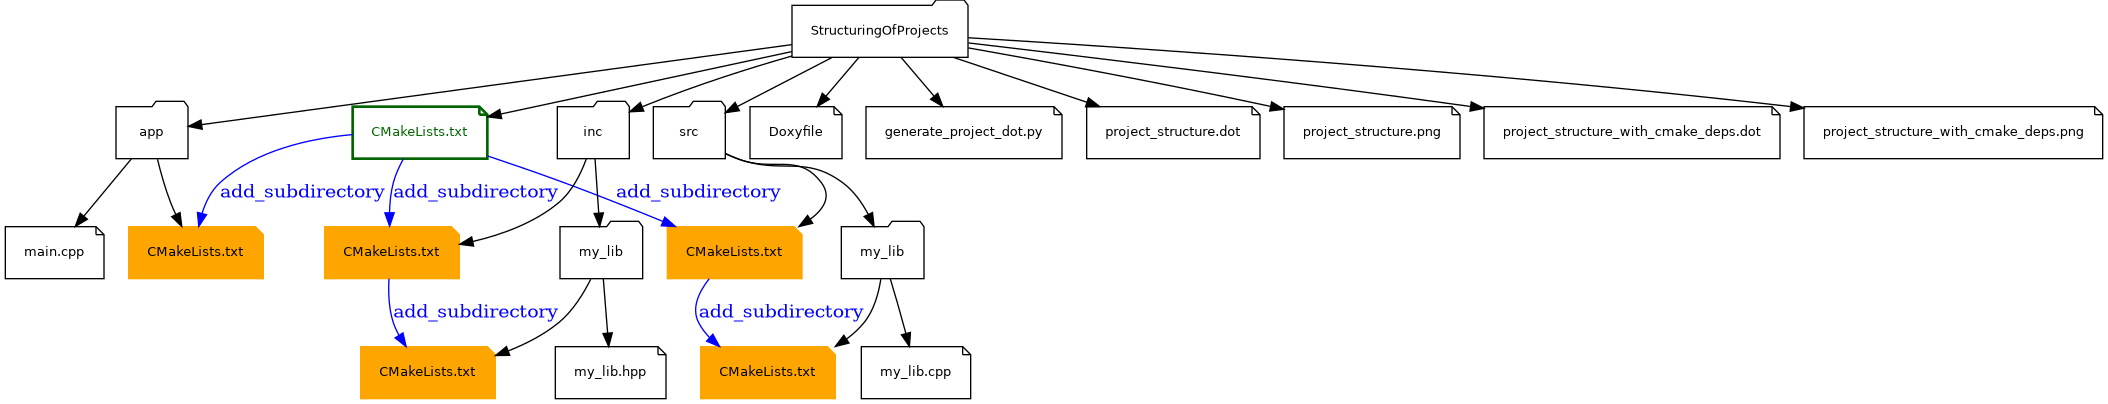 StructuringOfProjects
app
CMakeLists.txt
inc
src
Doxyfile
generate_project_dot.py
project_structure.dot
project_structure.png
project_structure_with_cmake_deps.dot
project_structure_with_cmake_deps.png
add_subdirectory
add_subdirectory
add_subdirectory
main.cpp
CMakeLists.txt
CMakeLists.txt
my_lib
CMakeLists.txt
my_lib
add_subdirectory
add_subdirectory
CMakeLists.txt
my_lib.hpp
CMakeLists.txt
my_lib.cpp